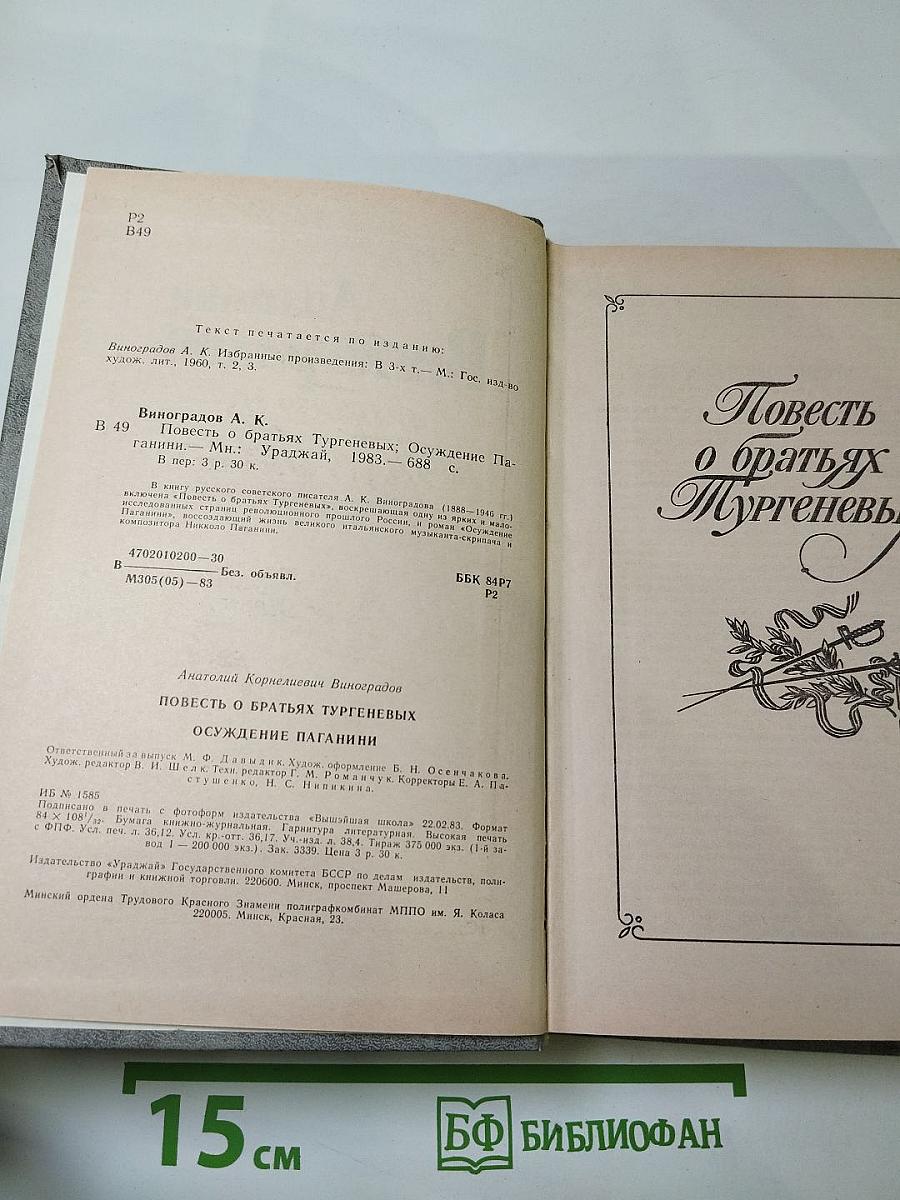 Р2
В49
Текст печатается по изданию:
Виноградов А. К. Избранные произведения: В 3-х т.— М.: Гос. изд-во
худож. лит., 1960, т. 2, 3.
Виноградов А. К.
В 49 Повесть о братьях Тургеневых; Осуждение Па-
ганини.— Мн.: Ураджай, 1983.— 688 с.
В пер: 3 р. 30 к.
В книгу русского советского писателя А. К. Виноградова (1888—1946 гг.)
включена «Повесть о братьях Тургеневых», воскрешающая одну из ярких и мало-
исследованных страниц революционного прошлого России, и роман «Осуждение
Паганини», воссоздающий жизнь великого итальянского музыканта-скрипача и
композитора Никколо Паганини.
4702010200—30
В Без. объявл.
М305(05)—83
ББК 84Р7
Р2
Анатолий Корнелиевич Виноградов
ПОВЕСТЬ О БРАТЬЯХ ТУРГЕНЕВЫХ
ОСУЖДЕНИЕ ПАГАНИНИ
Ответственный за выпуск М. Ф. Давыдик. Худож. оформление Б. Н. Осенчакова.
Худож. редактор В. И. Шелк. Техн. редактор Г. М. Романчук. Корректоры Е. А. Па-
стушенко, Н. С. Нипикина.
ИБ № 1585
Подписано в печать с фотоформ издательства «Вышэйшая школа» 22.02.83. Формат
84 × 108¹/₃₂. Бумага книжно-журнальная. Гарнитура литературная. Высокая печать
с ФПФ. Усл. печ. л. 36,12. Усл. кр.-отт. 36,17. Уч.-изд. л. 38,4. Тираж 375 000 экз. (1-й за-
вод 1 — 200 000 экз.). Зак. 3339. Цена 3 р. 30 к.
Издательство «Ураджай» Государственного комитета БССР по делам издательств, поли-
графии и книжной торговли. 220600. Минск, проспект Машерова, 11
Минский ордена Трудового Красного Знамени полиграфкомбинат МППО им. Я. Коласа
220005. Минск, Красная, 23.
Повесть
о братьях
Тургеневы
15 см
БФ БИБЛИОФАН